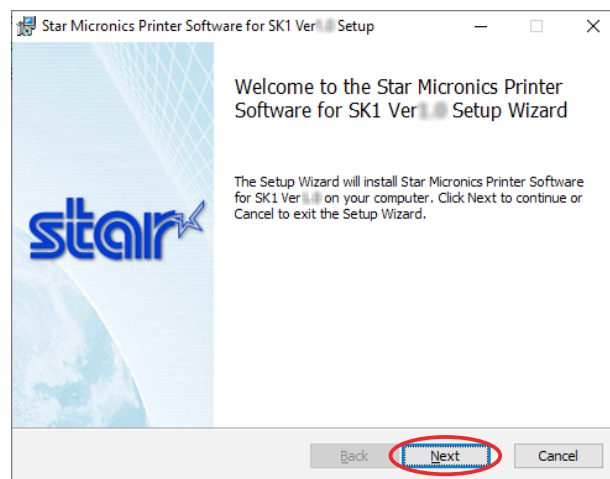 Star Micronics Printer Software for SK1 Ver Setup
Welcome to the Star Micronics Printer
Software for SK1 Ver Setup Wizard
The Setup Wizard will install Star Micronics Printer Software
for SK1 Ver on your computer. Click Next to continue or
Cancel to exit the Setup Wizard.
star
Back Next Cancel